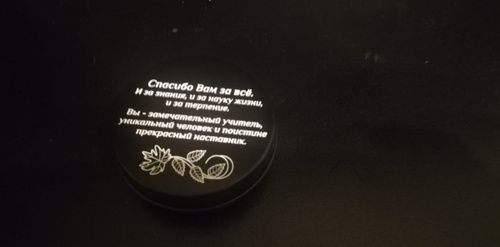 Спасибо Вам за всё.
И за знания, и за науку жизни,
и за терпение.
Вы - замечательный учитель,
уникальный человек и поистине
прекрасный наставник.